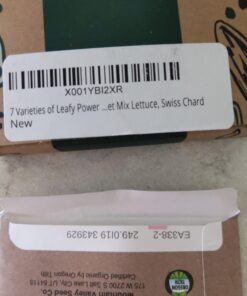 X001YBI2XR
7 Varieties of Leafy Power ...et Mix Lettuce, Swiss Chard
New
EA338-2
249.0119 343929
Mountain Valley Seed Co.
175 W 2700 S Salt Lake City, UT 84115
Certified Organic by Oregon Tilth